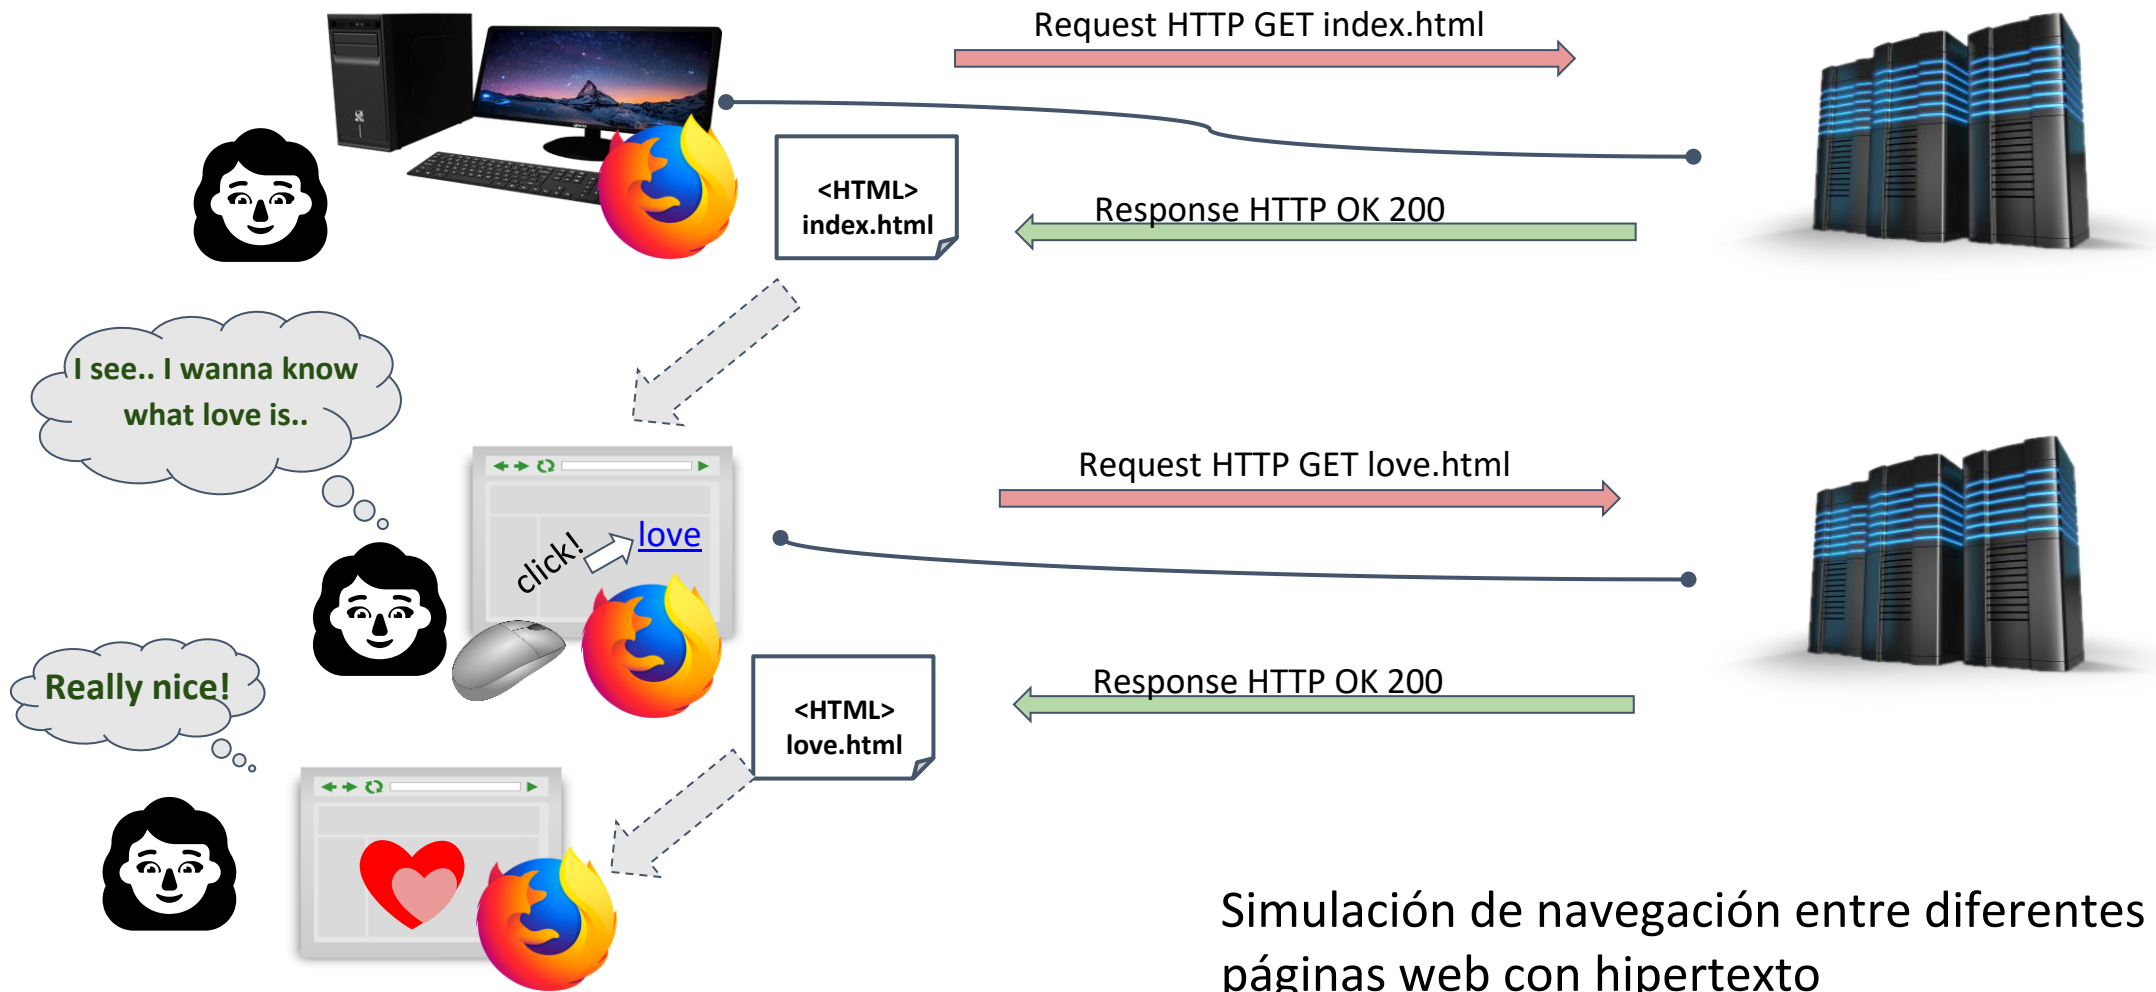 Request HTTP GET index.html
<HTML>
index.html
Response HTTP OK 200
I see.. I wanna know
what love is..
Request HTTP GET love.html
click!
love
Really nice!
Response HTTP OK 200
<HTML>
love.html
Simulación de navegación entre diferentes
páginas web con hipertexto